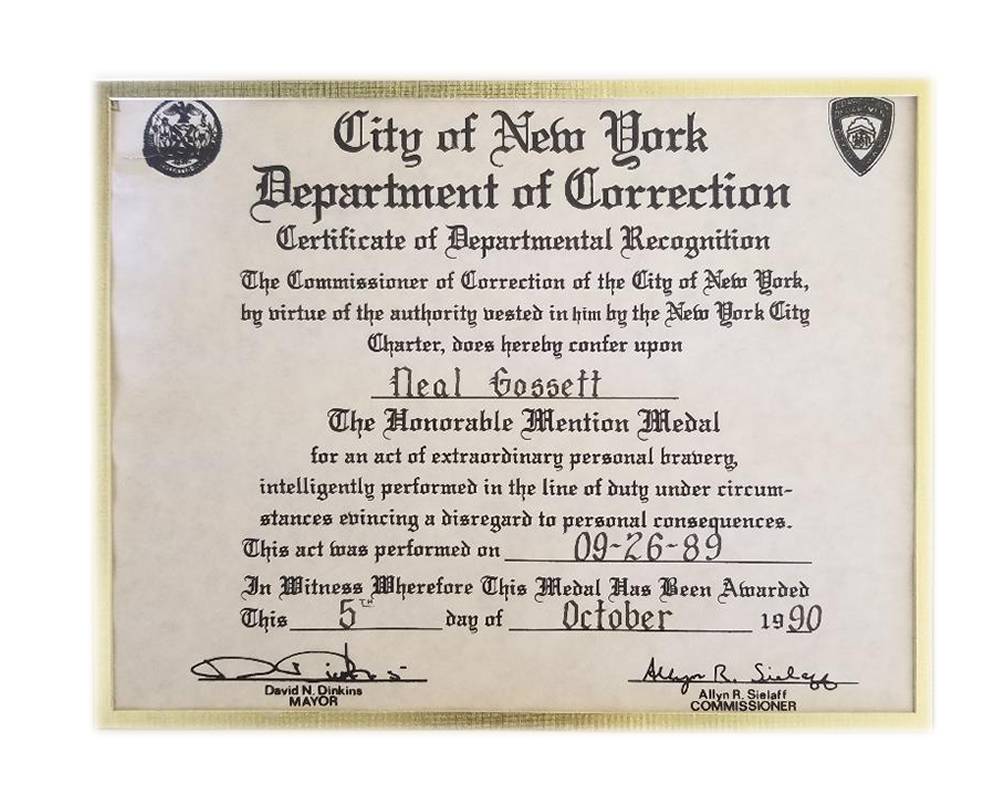 City of New York
Department of Correction
Certificate of Departmental Recognition
The Commissioner of Correction of the City of New York,
by virtue of the authority vested in him by the New York City
Charter, does hereby confer upon
Neal Gossett
The Honorable Mention Medal
for an act of extraordinary personal bravery,
intelligently performed in the line of duty under circum-
stances evincing a disregard to personal consequences.
This act was performed on 09-26-89
In Witness Wherefore This Medal Has Been Awarded
This 5TH day of October 1990
David N. Dinkins
MAYOR
Allyn R. Sielaff
Allyn R. Sielaff
COMMISSIONER